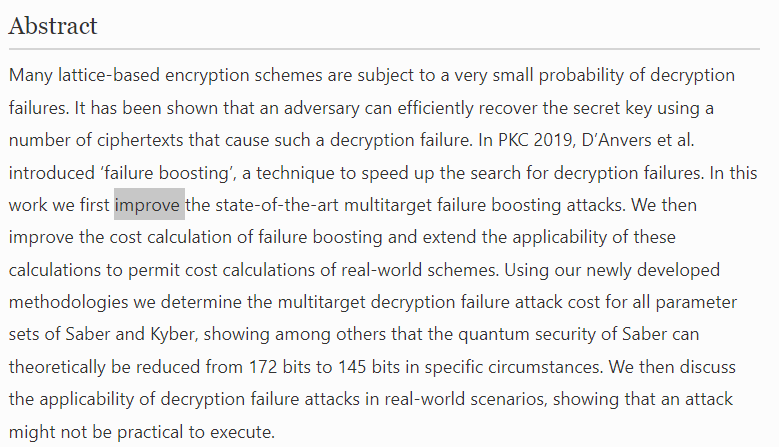 Abstract
Many lattice-based encryption schemes are subject to a very small probability of decryption
failures. It has been shown that an adversary can efficiently recover the secret key using a
number of ciphertexts that cause such a decryption failure. In PKC 2019, D’Anvers et al.
introduced ‘failure boosting’, a technique to speed up the search for decryption failures. In this
work we first improve the state-of-the-art multitarget failure boosting attacks. We then
improve the cost calculation of failure boosting and extend the applicability of these
calculations to permit cost calculations of real-world schemes. Using our newly developed
methodologies we determine the multitarget decryption failure attack cost for all parameter
sets of Saber and Kyber, showing among others that the quantum security of Saber can
theoretically be reduced from 172 bits to 145 bits in specific circumstances. We then discuss
the applicability of decryption failure attacks in real-world scenarios, showing that an attack
might not be practical to execute.